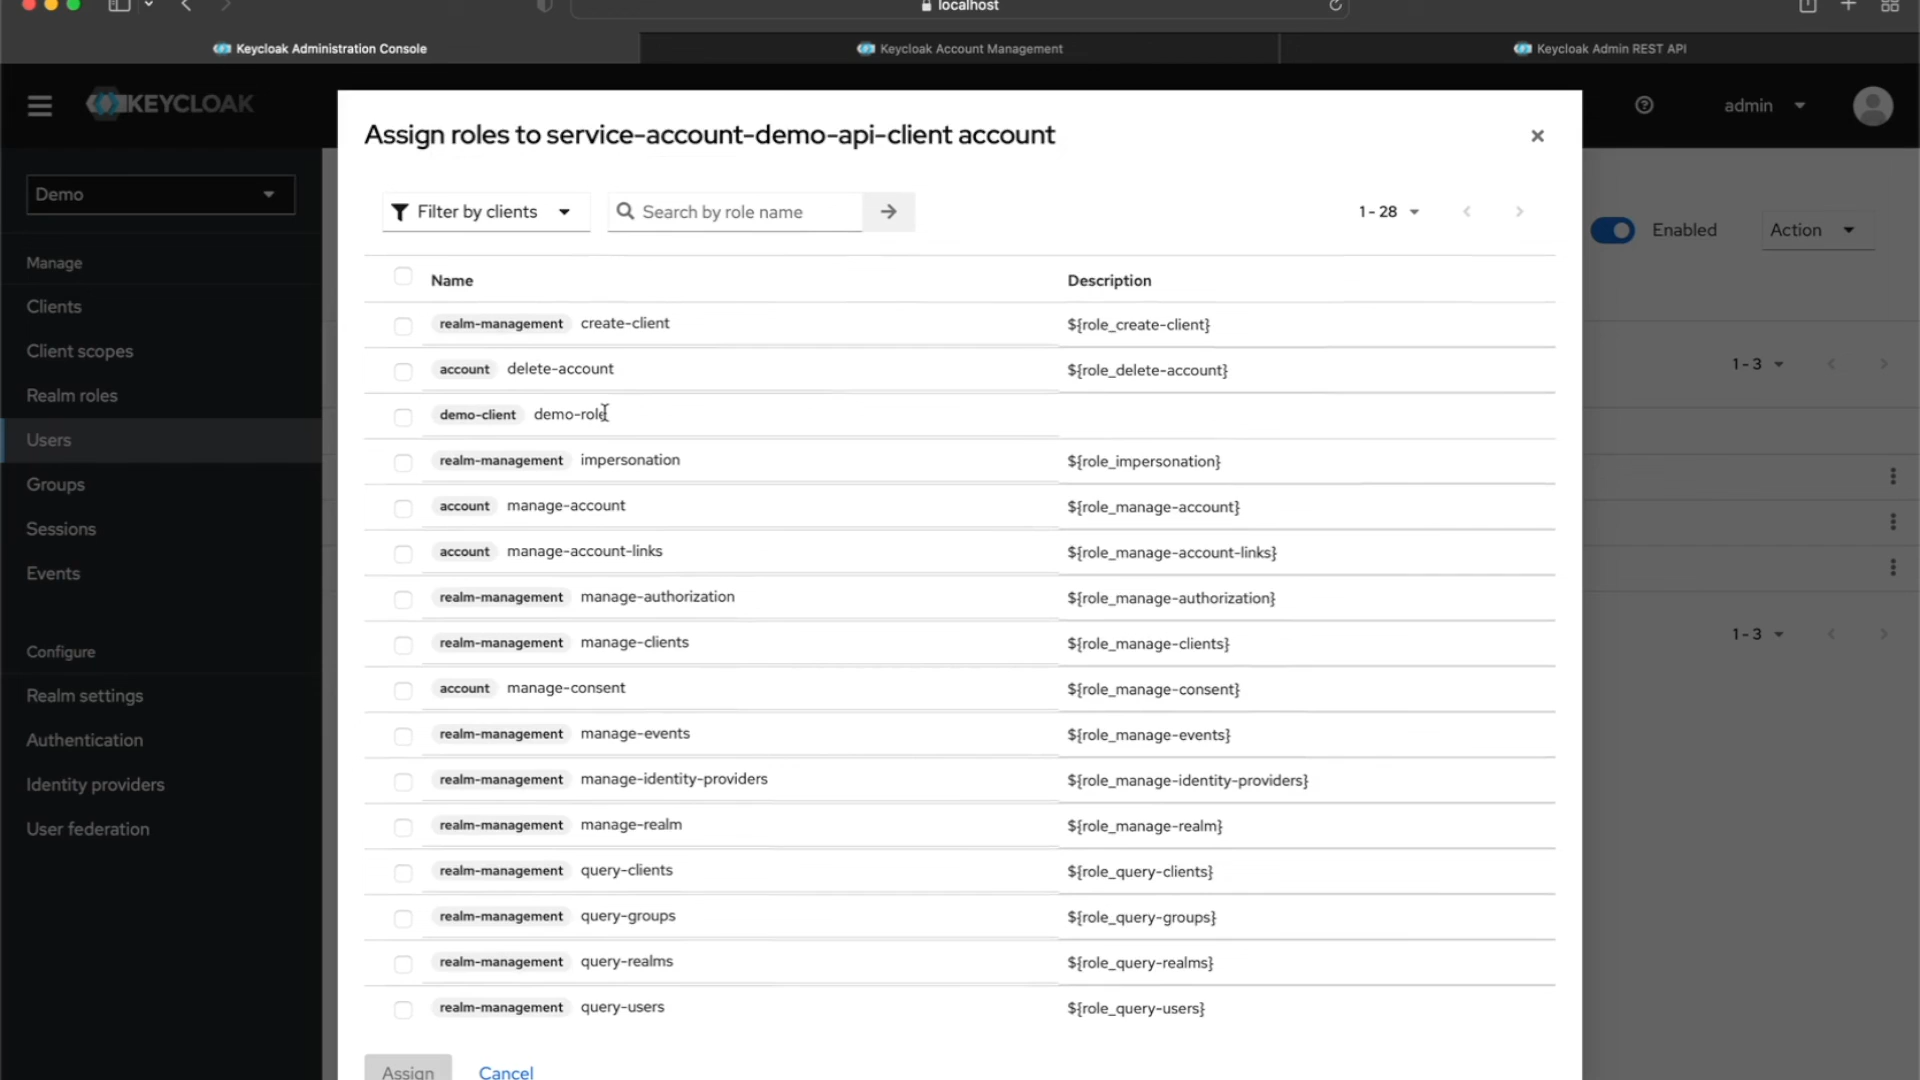 localhost
Keycloak Administration Console
Keycloak Account Management
Keycloak Admin REST API
KEYCLOAK
admin
Demo
Manage
Clients
Client scopes
Realm roles
Users
Groups
Sessions
Events
Configure
Realm settings
Authentication
Identity providers
User federation
Assign roles to service-account-demo-api-client account
Filter by clients
Search by role name
1 - 28
Name Description
realm-management create-client ${role_create-client}
account delete-account ${role_delete-account}
demo-client demo-role
realm-management impersonation ${role_impersonation}
account manage-account ${role_manage-account}
account manage-account-links ${role_manage-account-links}
realm-management manage-authorization ${role_manage-authorization}
realm-management manage-clients ${role_manage-clients}
account manage-consent ${role_manage-consent}
realm-management manage-events ${role_manage-events}
realm-management manage-identity-providers ${role_manage-identity-providers}
realm-management manage-realm ${role_manage-realm}
realm-management query-clients ${role_query-clients}
realm-management query-groups ${role_query-groups}
realm-management query-realms ${role_query-realms}
realm-management query-users ${role_query-users}
Assign Cancel
Enabled
Action
1 - 3
1 - 3